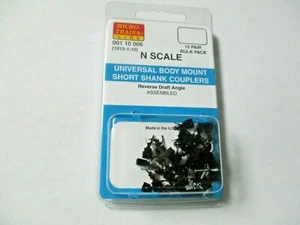 MICRO-
TRAINS
LINE
001 10 006
(1015-1-10)
N SCALE
10 PAIR
BULK PACK
UNIVERSAL BODY MOUNT
SHORT SHANK COUPLERS
Reverse Draft Angle
ASSEMBLED
Made in the U.S.